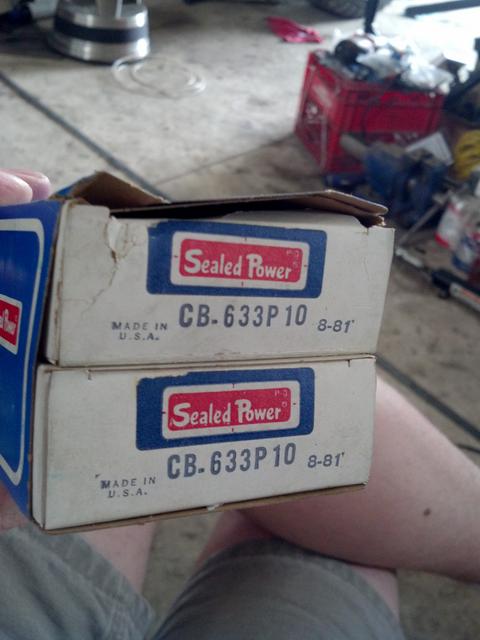 Sealed Power
CB-633P10
MADE IN
U.S.A.
8-81'
Sealed Power
CB-633P10
MADE IN
U.S.A.
8-81'